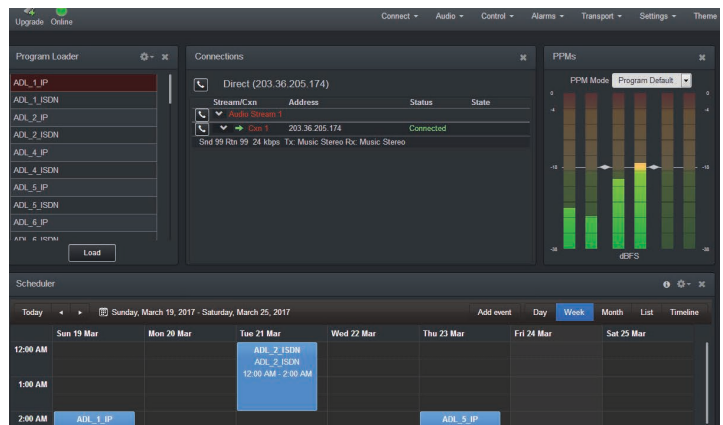 Upgrade Online Connect Audio Control Alarms Transport Settings Theme
Program Loader
ADL_1_IP
ADL_1_ISDN
ADL_2_IP
ADL_2_ISDN
ADL_4_IP
ADL_4_ISDN
ADL_5_IP
ADL_5_ISDN
ADL_6_IP
ADL_6_ISDN
Load
Connections
Direct (203.36.205.174)
Stream/Cxn Address Status State
Audio Stream 1
Cxn 1 203.36.205.174 Connected
Snd 99 Rtn 99 24 kbps Tx: Music Stereo Rx: Music Stereo
PPMs
PPM Mode Program Default
0 0
-4 -4
-18 -18
-38 -38
dBFS
Scheduler
Today Sunday, March 19, 2017 - Saturday, March 25, 2017 Add event Day Week Month List Timeline
Sun 19 Mar Mon 20 Mar Tue 21 Mar Wed 22 Mar Thu 23 Mar Fri 24 Mar Sat 25 Mar
12:00 AM ADL_2_ISDN
ADL_2_ISDN
12:00 AM - 2:00 AM
1:00 AM
2:00 AM ADL_1_IP ADL_5_IP